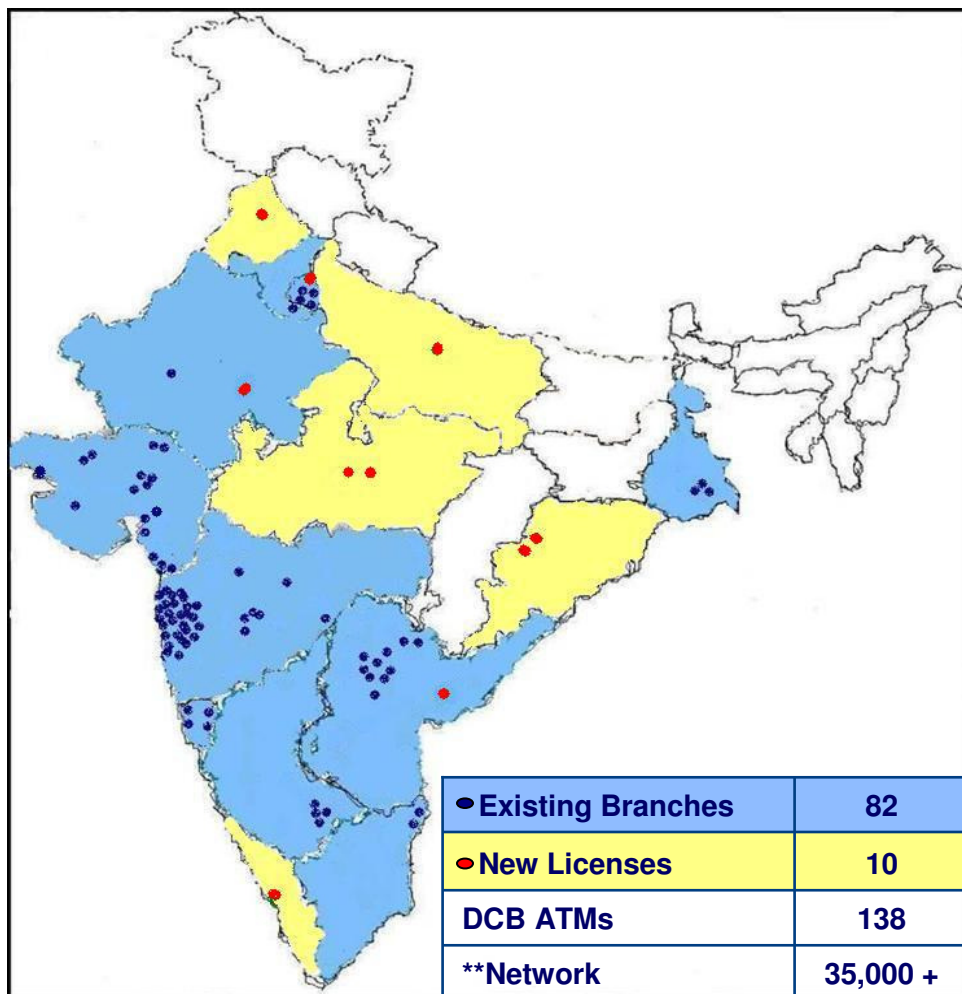 Existing Branches 82
New Licenses 10
DCB ATMs 138
**Network 35,000 +